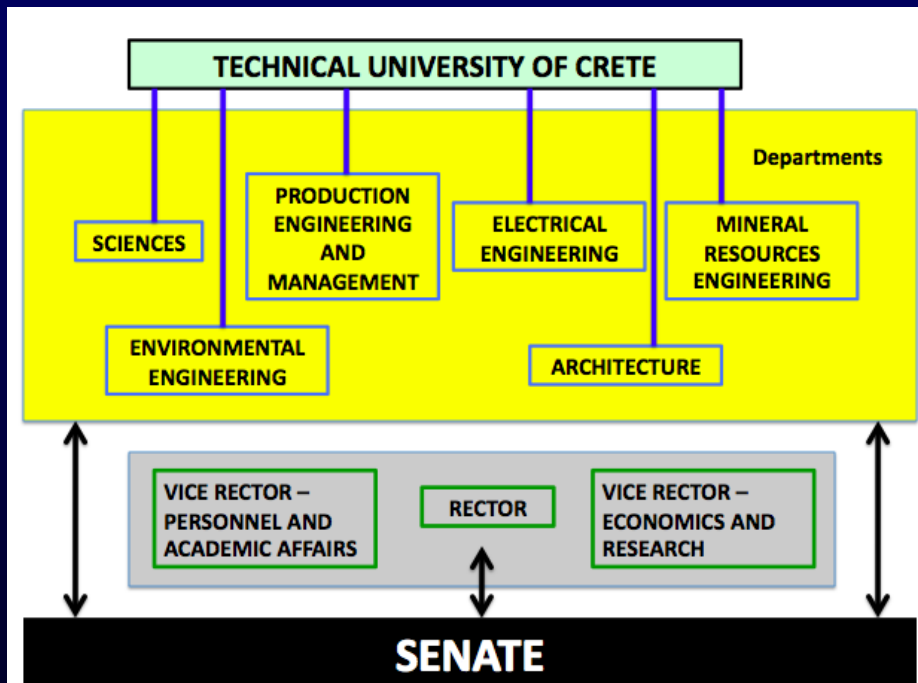 TECHNICAL UNIVERSITY OF CRETE
Departments
SCIENCES
PRODUCTION
ENGINEERING
AND
MANAGEMENT
ELECTRICAL
ENGINEERING
MINERAL
RESOURCES
ENGINEERING
ENVIRONMENTAL
ENGINEERING
ARCHITECTURE
VICE RECTOR –
PERSONNEL AND
ACADEMIC AFFAIRS
RECTOR
VICE RECTOR –
ECONOMICS AND
RESEARCH
SENATE